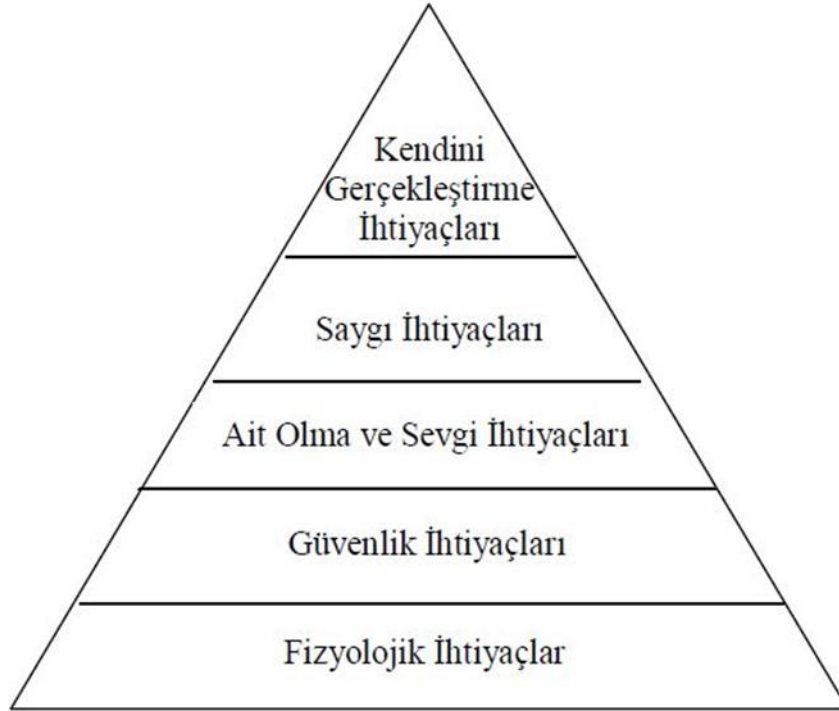 Kendini
Gerçekleştirme
İhtiyaçları
Saygı İhtiyaçları
Ait Olma ve Sevgi İhtiyaçları
Güvenlik İhtiyaçları
Fizyolojik İhtiyaçlar